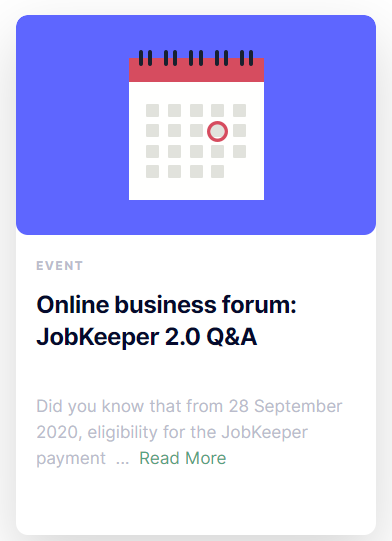 EVENT
Online business forum:
JobKeeper 2.0 Q&A
Did you know that from 28 September
2020, eligibility for the JobKeeper
payment ... Read More